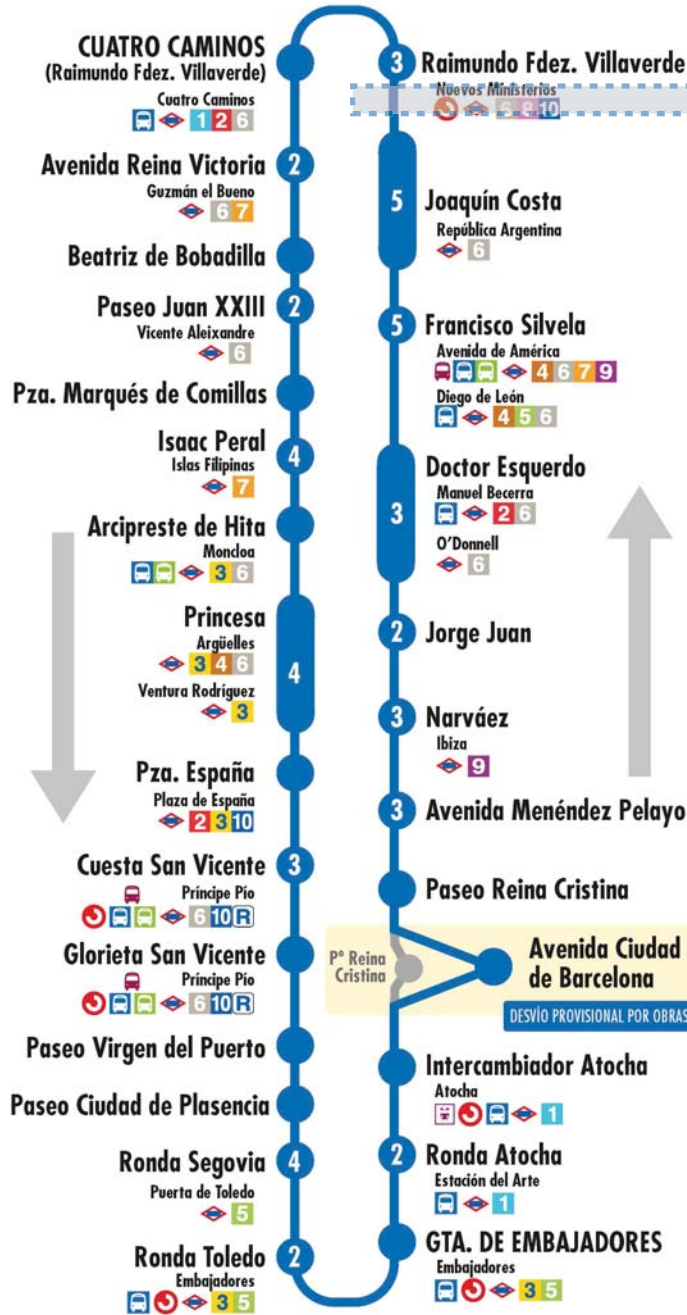 CUATRO CAMINOS
(Raimundo Fdez. Villaverde)
Cuatro Caminos
1 2 6
Avenida Reina Victoria
2
Guzmán el Bueno
6 7
Beatriz de Bobadilla
Paseo Juan XXIII
2
Vicente Aleixandre
6
Pza. Marqués de Comillas
Isaac Peral
4
Islas Filipinas
7
Arcipreste de Hita
Moncloa
3 6
Princesa
Argüelles
3 4 6
4
Ventura Rodríguez
3
Pza. España
Plaza de España
2 3 10
Cuesta San Vicente
3
Príncipe Pío
6 10 R
Glorieta San Vicente
Príncipe Pío
6 10 R
Paseo Virgen del Puerto
Paseo Ciudad de Plasencia
Ronda Segovia
4
Puerta de Toledo
5
Ronda Toledo
2
Embajadores
3 5
3
Raimundo Fdez. Villaverde
Nuevos Ministerios
6 8 10
5
Joaquín Costa
República Argentina
6
5
Francisco Silvela
Avenida de América
4 6 7 9
Diego de León
4 5 6
Doctor Esquerdo
Manuel Becerra
2 6
3
O'Donnell
6
2
Jorge Juan
3
Narváez
Ibiza
9
3
Avenida Menéndez Pelayo
Paseo Reina Cristina
Pº Reina
Cristina
Avenida Ciudad
de Barcelona
DESVÍO PROVISIONAL POR OBRAS
Intercambiador Atocha
Atocha
1
2
Ronda Atocha
Estación del Arte
1
GTA. DE EMBAJADORES
Embajadores
3 5